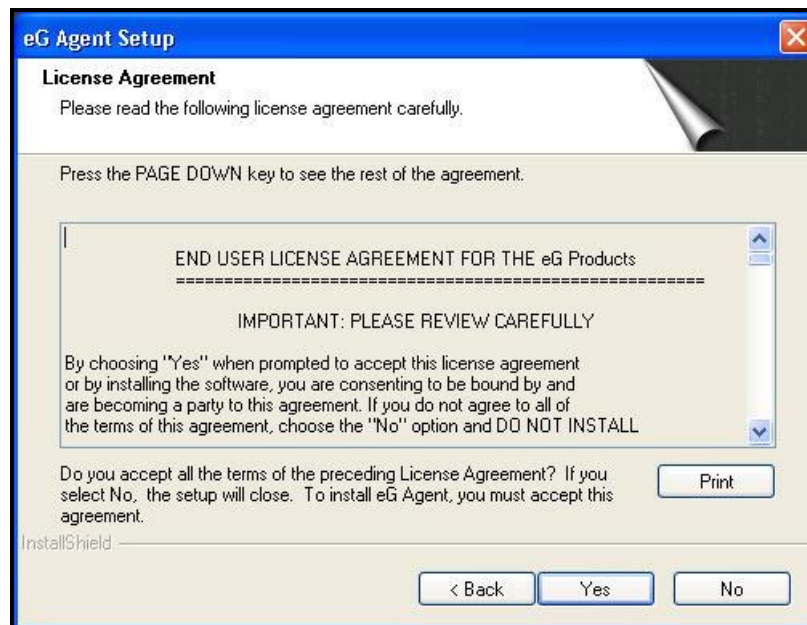 eG Agent Setup
License Agreement
Please read the following license agreement carefully.
Press the PAGE DOWN key to see the rest of the agreement.
END USER LICENSE AGREEMENT FOR THE eG Products
=======================================================
IMPORTANT: PLEASE REVIEW CAREFULLY
By choosing "Yes" when prompted to accept this license agreement
or by installing the software, you are consenting to be bound by and
are becoming a party to this agreement. If you do not agree to all of
the terms of this agreement, choose the "No" option and DO NOT INSTALL
Do you accept all the terms of the preceding License Agreement? If you
select No, the setup will close. To install eG Agent, you must accept this
agreement.
Print
InstallShield
< Back
Yes
No